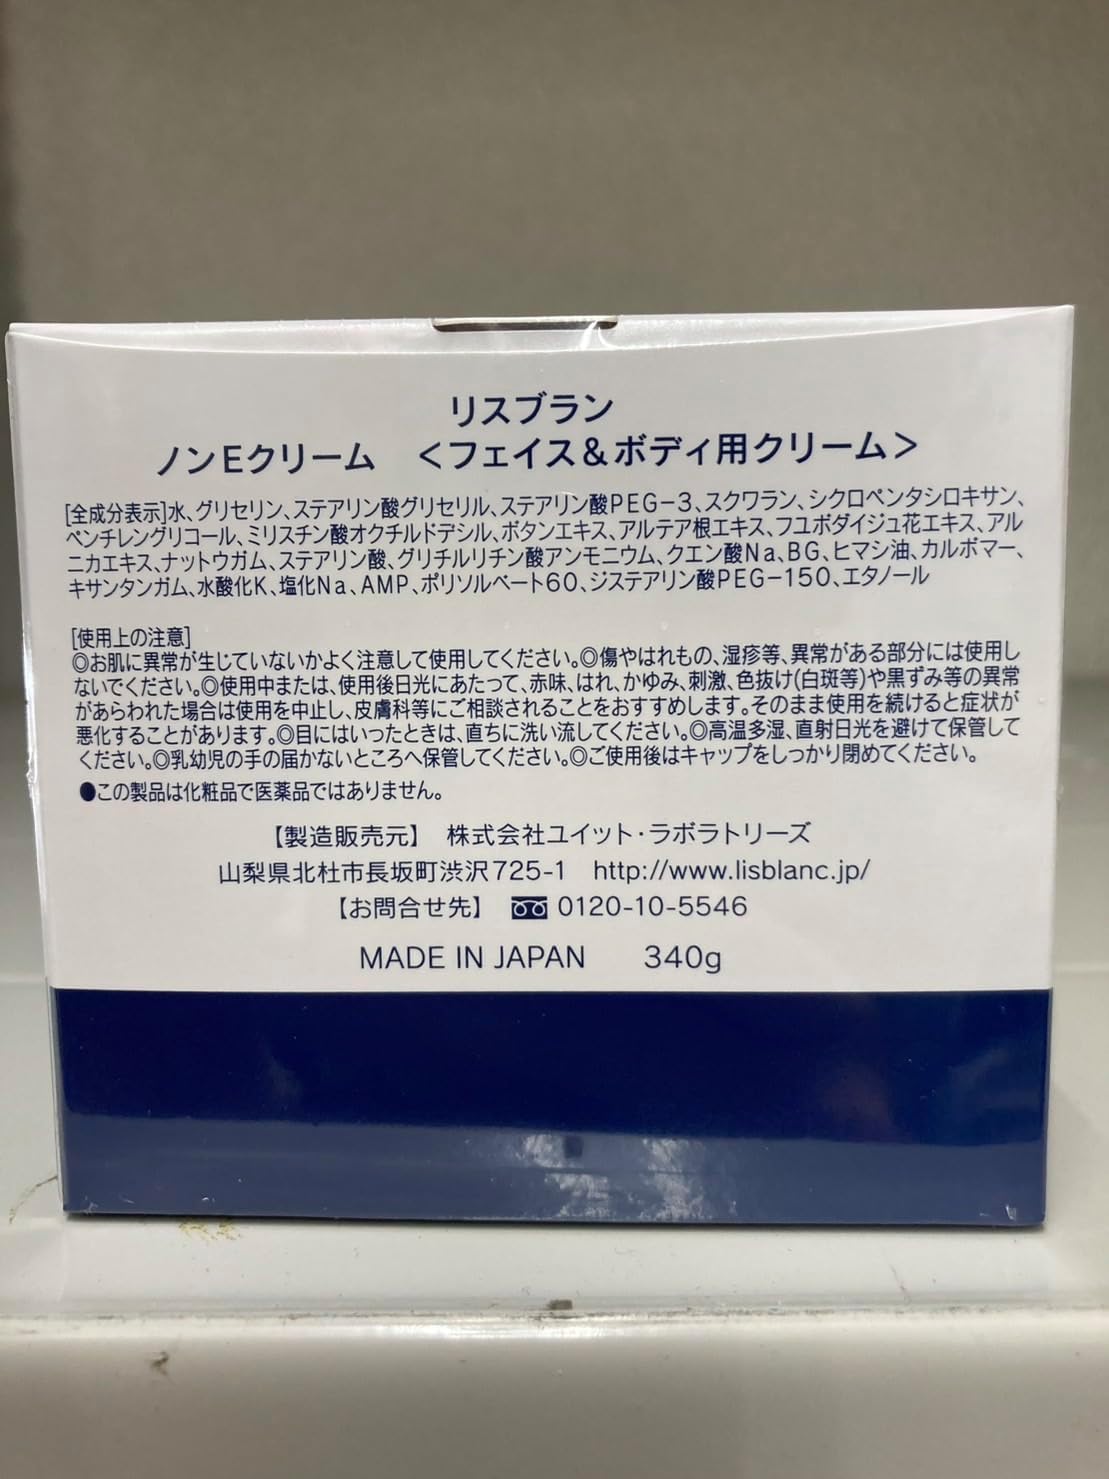 リスブラン
ノンEクリーム ＜フェイス＆ボディ用クリーム＞
[全成分表示]水、グリセリン、ステアリン酸グリセリル、ステアリン酸PEG-3、スクワラン、シクロペンタシロキサン、
ペンチレングリコール、ミリスチン酸オクチルドデシル、ボタンエキス、アルテア根エキス、フユボダイジュ花エキス、アル
ニカエキス、ナットウガム、ステアリン酸、グリチルリチン酸アンモニウム、クエン酸Na、BG、ヒマシ油、カルボマー、
キサンタンガム、水酸化K、塩化Na、AMP、ポリソルベート60、ジステアリン酸PEG-150、エタノール
[使用上の注意]
◎お肌に異常が生じていないかよく注意して使用してください。◎傷やはれもの、湿疹等、異常がある部分には使用し
ないでください。◎使用中または、使用後日光にあたって、赤味、はれ、かゆみ、刺激、色抜け(白斑等)や黒ずみ等の異常
があらわれた場合は使用を中止し、皮膚科等にご相談されることをおすすめします。そのまま使用を続けると症状が
悪化することがあります。◎目にはいったときは、直ちに洗い流してください。◎高温多湿、直射日光を避けて保管して
ください。◎乳幼児の手の届かないところへ保管してください。◎ご使用後はキャップをしっかり閉めてください。
●この製品は化粧品で医薬品ではありません。
【製造販売元】 株式会社ユイット・ラボラトリーズ
山梨県北杜市長坂町渋沢725-1 http://www.lisblanc.jp/
【お問合せ先】 0120-10-5546
MADE IN JAPAN 340g